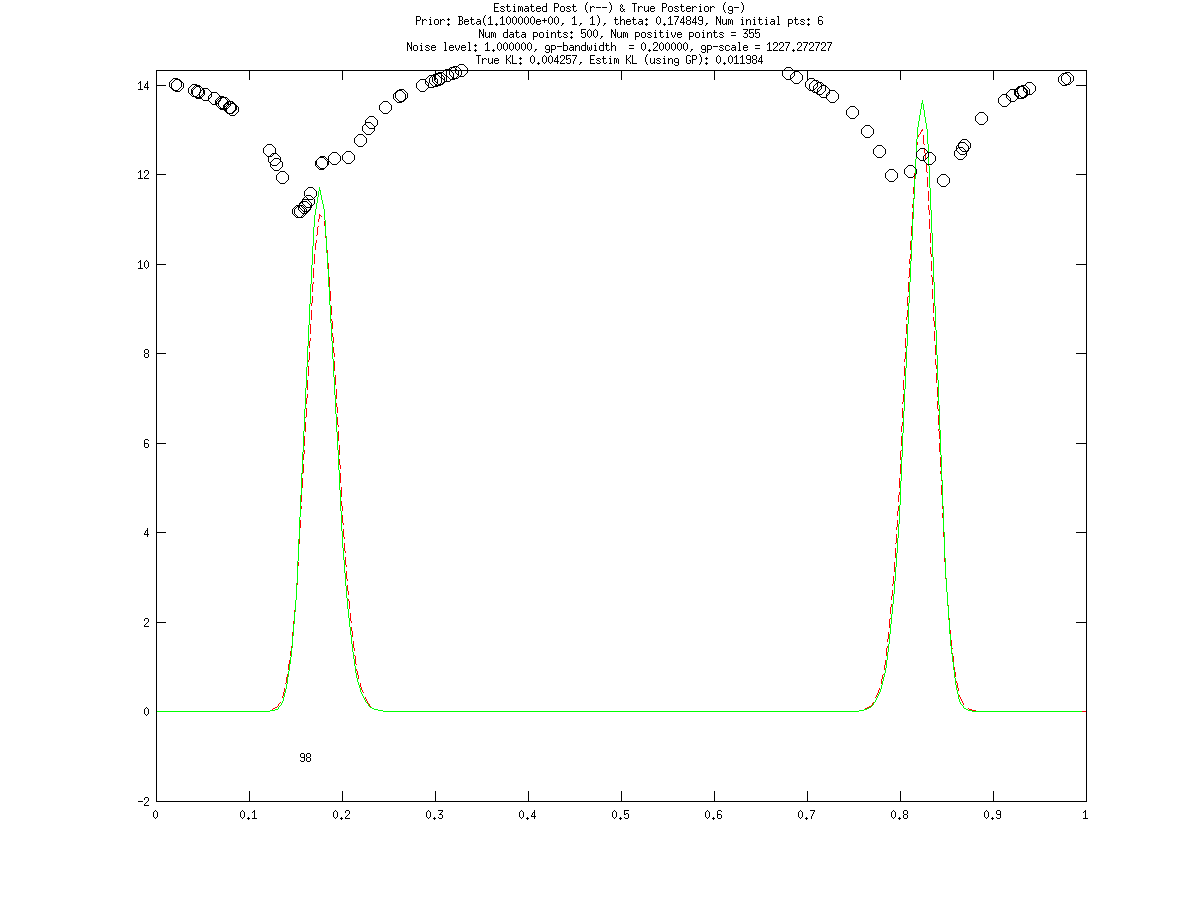 Estimated Post (r--) & True Posterior (g-)
Prior: Beta(1.100000e+00, 1, 1), theta: 0.174849, Num initial pts: 6
Num data points: 500, Num positive points = 355
Noise level: 1.000000, gp-bandwidth  = 0.200000, gp-scale = 1227.272727
True KL: 0.004257, Estim KL (using GP): 0.011984
14
12
10
8
6
4
2
0
98
-2
0 0.1 0.2 0.3 0.4 0.5 0.6 0.7 0.8 0.9 1